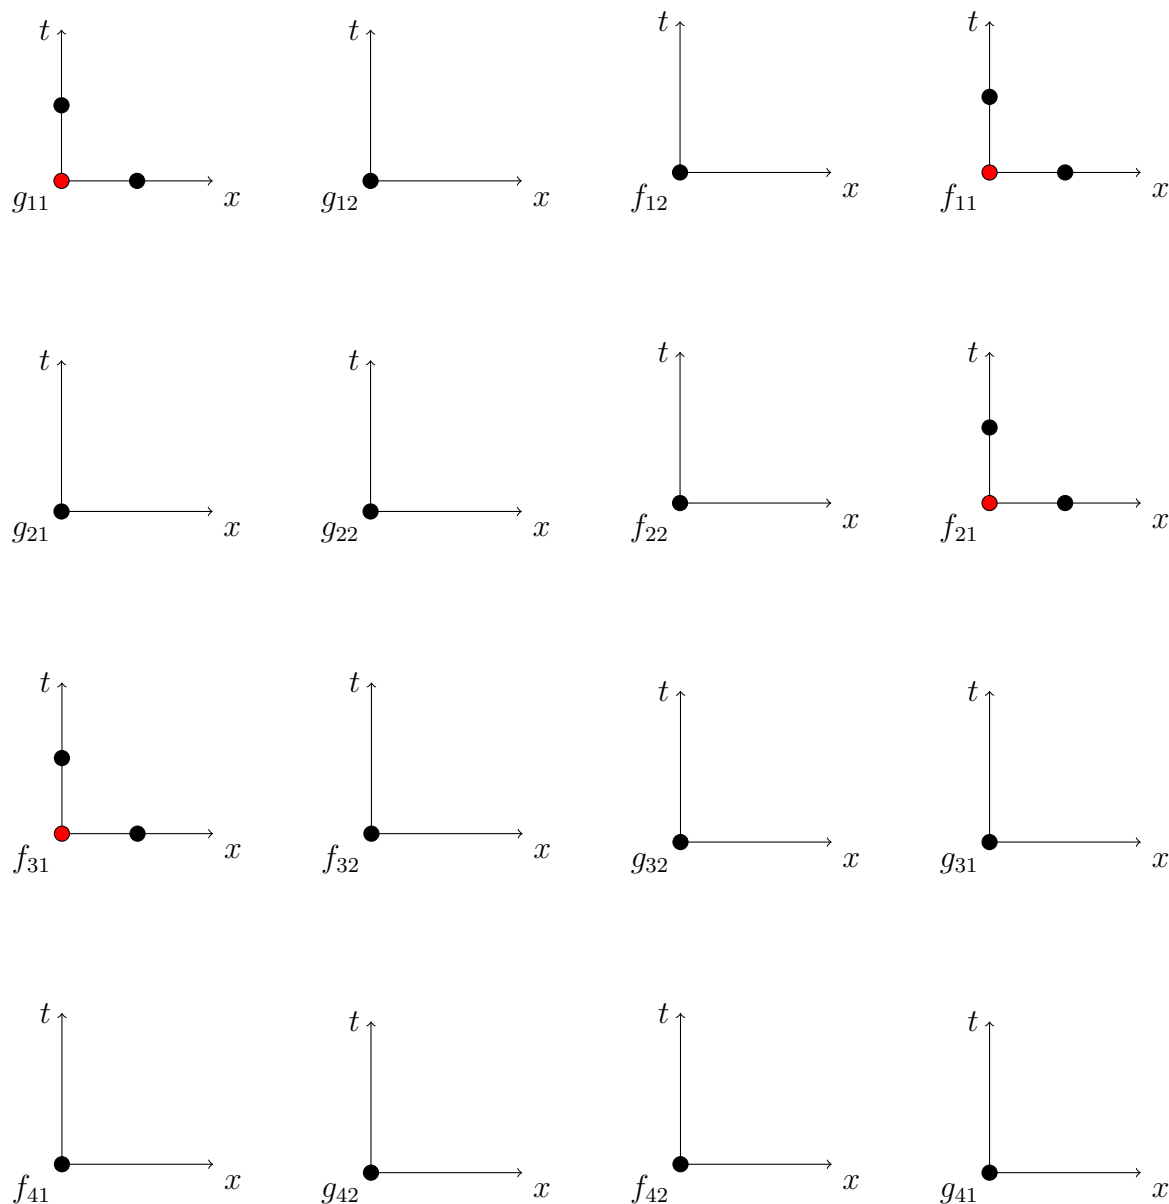 t t t t
g11 x g12 x f12 x f11 x
t t t t
g21 x g22 x f22 x f21 x
t t t t
f31 x f32 x g32 x g31 x
t t t t
f41 x g42 x f42 x g41 x